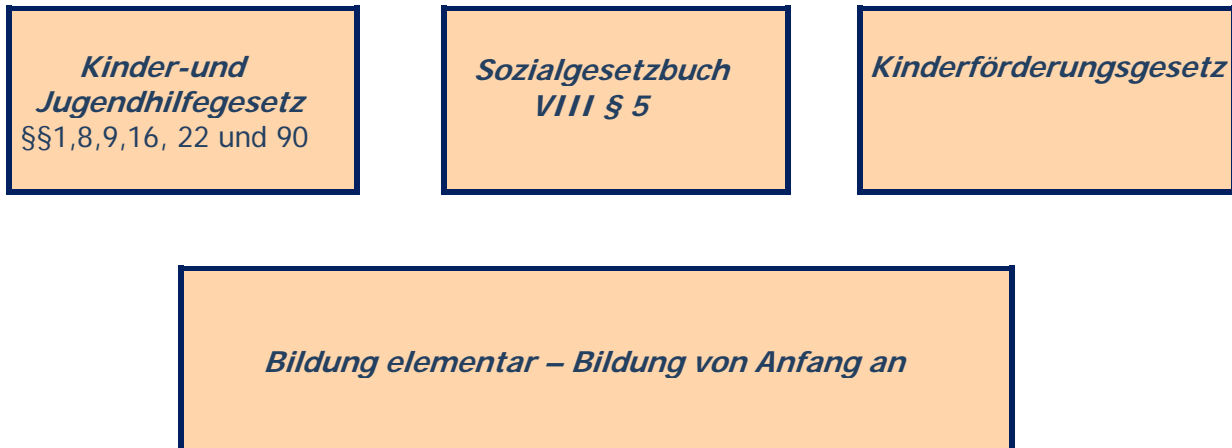 Kinder-und
Jugendhilfegesetz
§§1,8,9,16, 22 und 90
Sozialgesetzbuch
VIII § 5
Kinderförderungsgesetz
Bildung elementar – Bildung von Anfang an